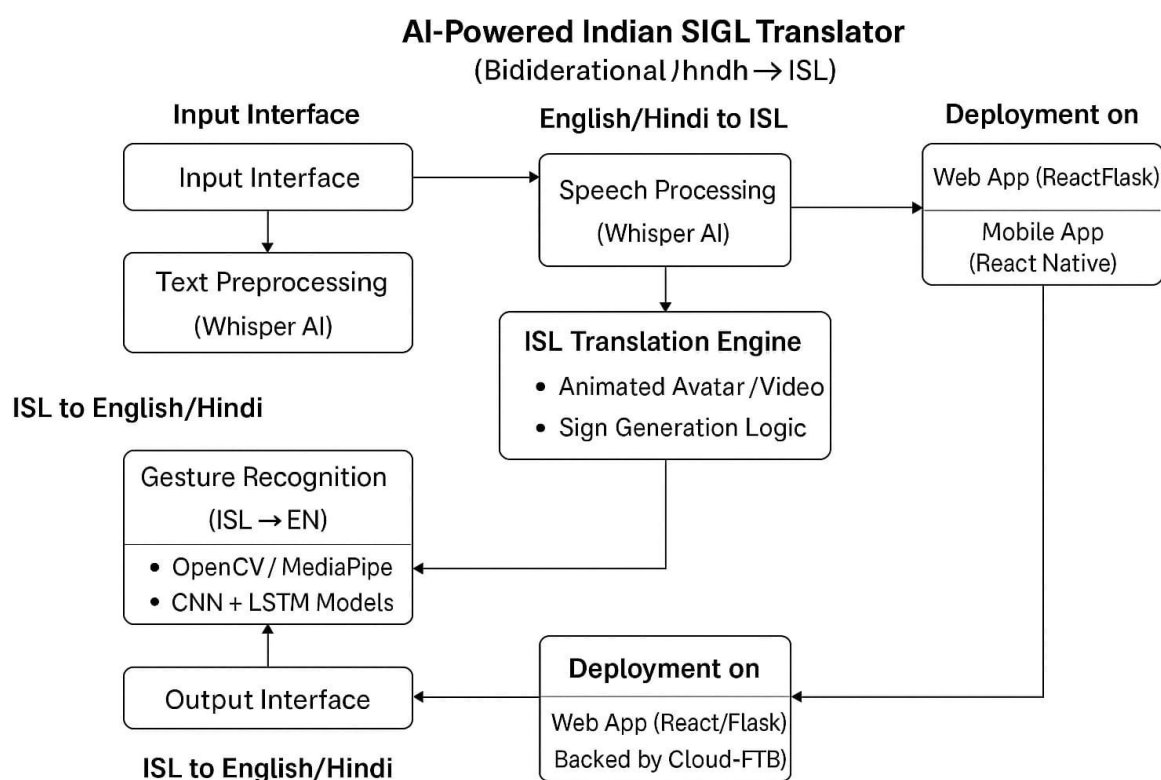 AI-Powered Indian SIGL Translator
(Bididerational /hndh → ISL)
Input Interface
Input Interface
Text Preprocessing
(Whisper AI)
English/Hindi to ISL
Speech Processing
(Whisper AI)
ISL Translation Engine
• Animated Avatar / Video
• Sign Generation Logic
Deployment on
Web App (ReactFlask)
Mobile App
(React Native)
ISL to English/Hindi
Gesture Recognition
(ISL → EN)
• OpenCV / MediaPipe
• CNN + LSTM Models
Output Interface
ISL to English/Hindi
Deployment on
Web App (React/Flask)
Backed by Cloud-FTB)